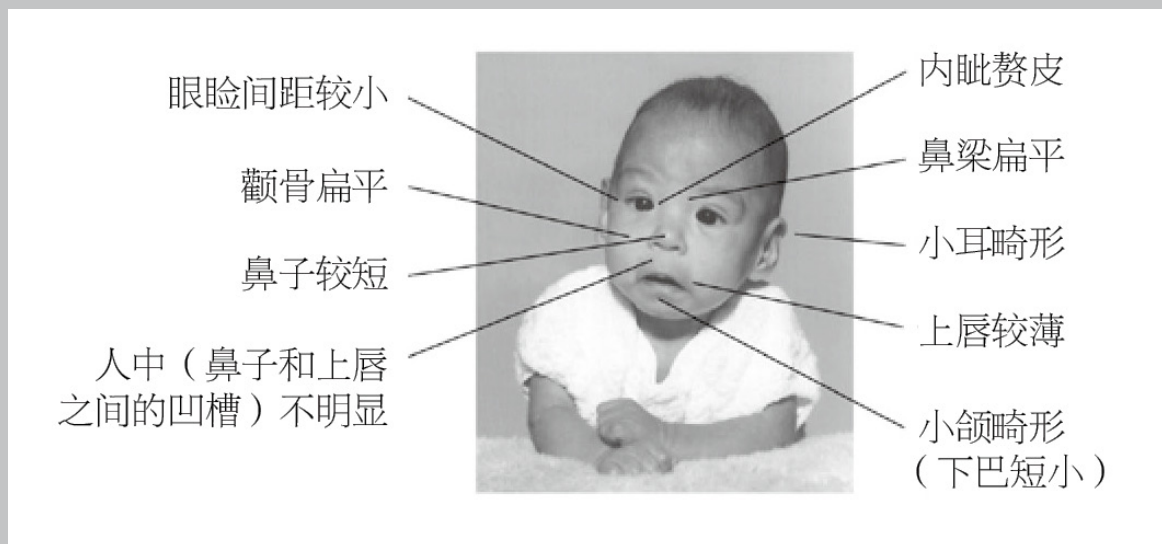 眼睑间距较小
颧骨扁平
鼻子较短
人中（鼻子和上唇
之间的凹槽）不明显
内眦赘皮
鼻梁扁平
小耳畸形
上唇较薄
小颌畸形
（下巴短小）